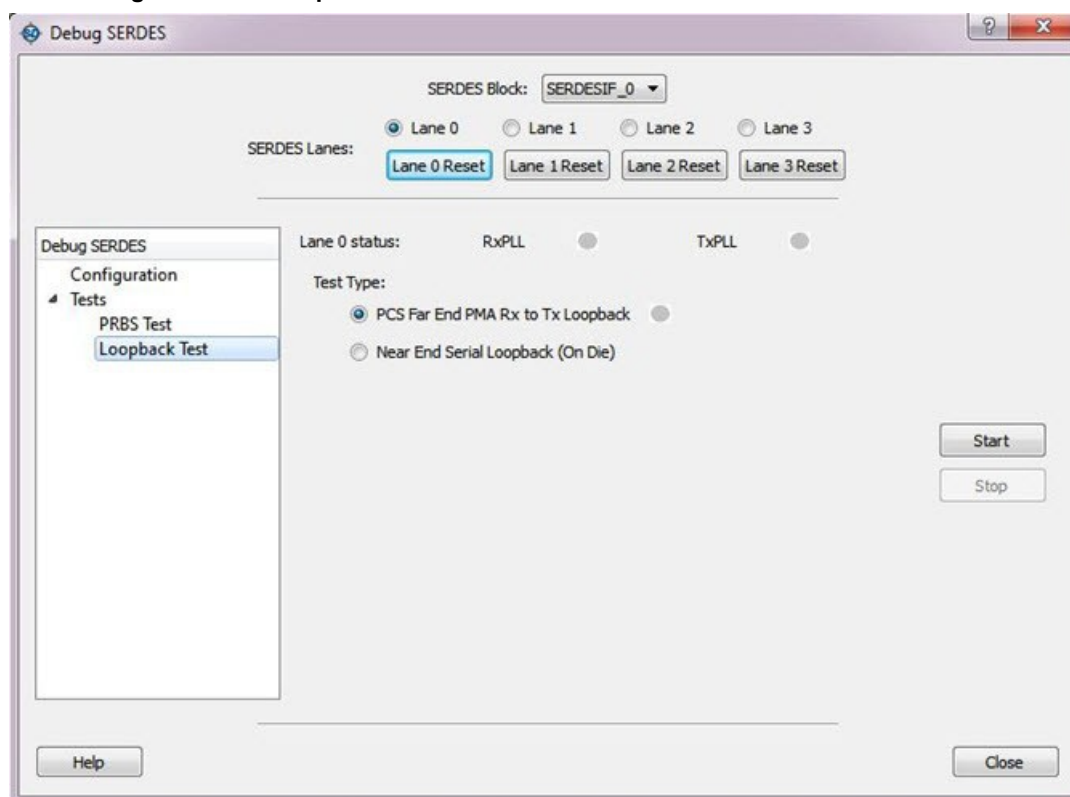 Debug SERDES
SERDES Block: SERDESIF_0
Lane 0 Lane 1 Lane 2 Lane 3
SERDES Lanes:
Lane 0 Reset Lane 1 Reset Lane 2 Reset Lane 3 Reset
Debug SERDES
Configuration
Tests
PRBS Test
Loopback Test
Lane 0 status: RxPLL TxPLL
Test Type:
PCS Far End PMA Rx to Tx Loopback
Near End Serial Loopback (On Die)
Start
Stop
Help Close